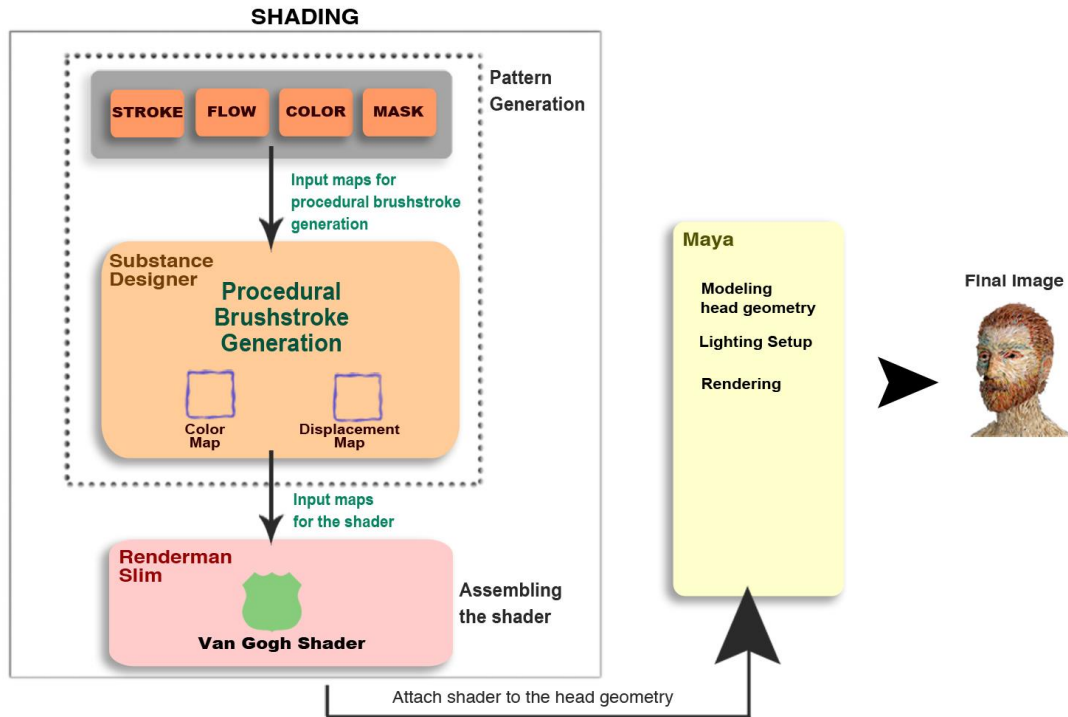 SHADING
Pattern
Generation
STROKE
FLOW
COLOR
MASK
Input maps for
procedural brushstroke
generation
Substance
Designer
Procedural
Brushstroke
Generation
Color
Map
Displacement
Map
Input maps
for the shader
Renderman
Slim
Van Gogh Shader
Assembling
the shader
Attach shader to the head geometry
Maya
Modeling
head geometry
Lighting Setup
Rendering
Final Image